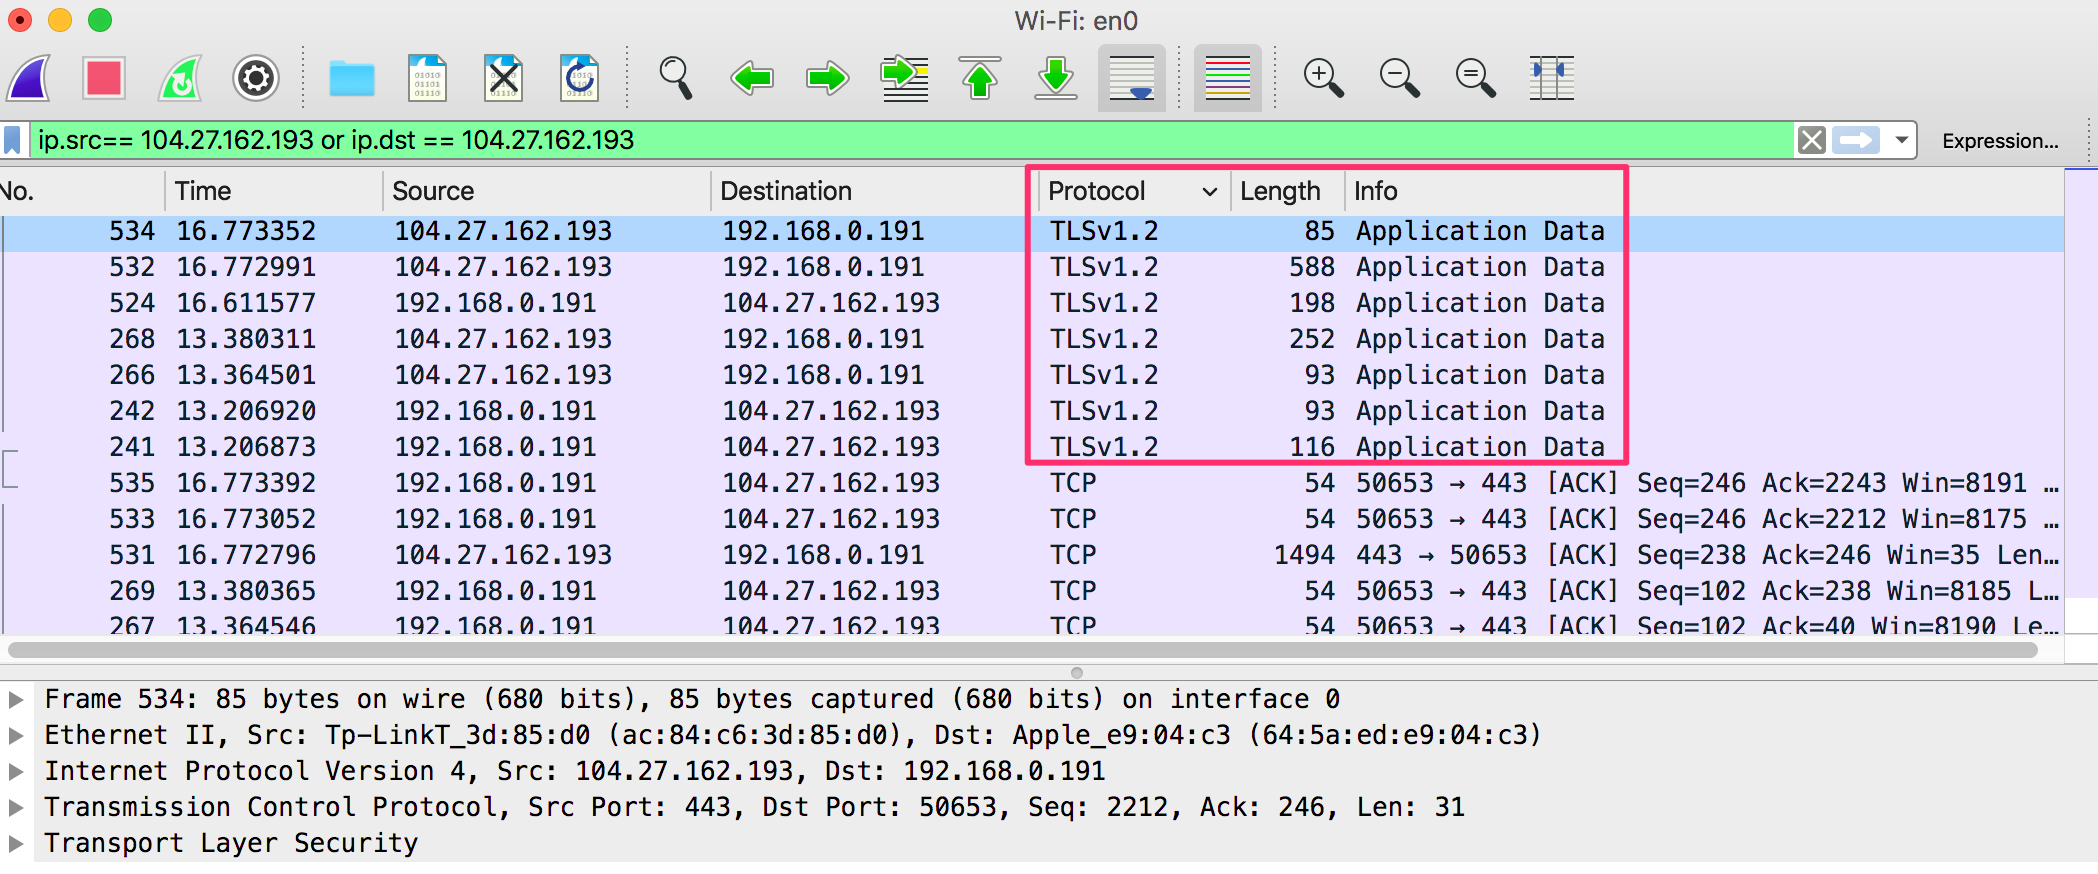 Wi-Fi: en0
ip.src== 104.27.162.193 or ip.dst == 104.27.162.193 Expression...
No. Time Source Destination Protocol Length Info
534 16.773352 104.27.162.193 192.168.0.191 TLSv1.2 85 Application Data
532 16.772991 104.27.162.193 192.168.0.191 TLSv1.2 588 Application Data
524 16.611577 192.168.0.191 104.27.162.193 TLSv1.2 198 Application Data
268 13.380311 104.27.162.193 192.168.0.191 TLSv1.2 252 Application Data
266 13.364501 104.27.162.193 192.168.0.191 TLSv1.2 93 Application Data
242 13.206920 192.168.0.191 104.27.162.193 TLSv1.2 93 Application Data
241 13.206873 192.168.0.191 104.27.162.193 TLSv1.2 116 Application Data
535 16.773392 192.168.0.191 104.27.162.193 TCP 54 50653 → 443 [ACK] Seq=246 Ack=2243 Win=8191 …
533 16.773052 192.168.0.191 104.27.162.193 TCP 54 50653 → 443 [ACK] Seq=246 Ack=2212 Win=8175 …
531 16.772796 104.27.162.193 192.168.0.191 TCP 1494 443 → 50653 [ACK] Seq=238 Ack=246 Win=35 Len…
269 13.380365 192.168.0.191 104.27.162.193 TCP 54 50653 → 443 [ACK] Seq=102 Ack=238 Win=8185 L…
267 13.364546 192.168.0.191 104.27.162.193 TCP 54 50653 → 443 [ACK] Seq=102 Ack=40 Win=8190 Le…
Frame 534: 85 bytes on wire (680 bits), 85 bytes captured (680 bits) on interface 0
Ethernet II, Src: Tp-LinkT_3d:85:d0 (ac:84:c6:3d:85:d0), Dst: Apple_e9:04:c3 (64:5a:ed:e9:04:c3)
Internet Protocol Version 4, Src: 104.27.162.193, Dst: 192.168.0.191
Transmission Control Protocol, Src Port: 443, Dst Port: 50653, Seq: 2212, Ack: 246, Len: 31
Transport Layer Security